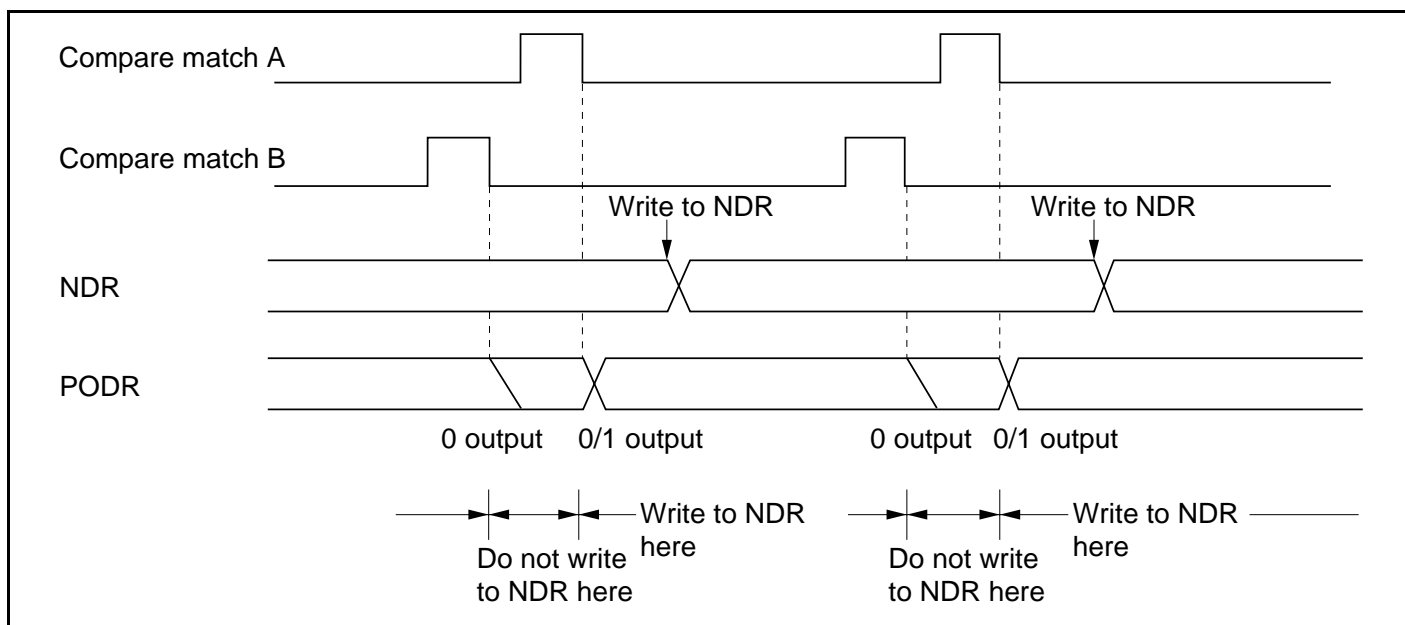 Compare match A
Compare match B
Write to NDR
Write to NDR
NDR
PODR
0 output
0/1 output
0 output
0/1 output
Write to NDR
here
Do not write
to NDR here
Write to NDR
here
Do not write
to NDR here